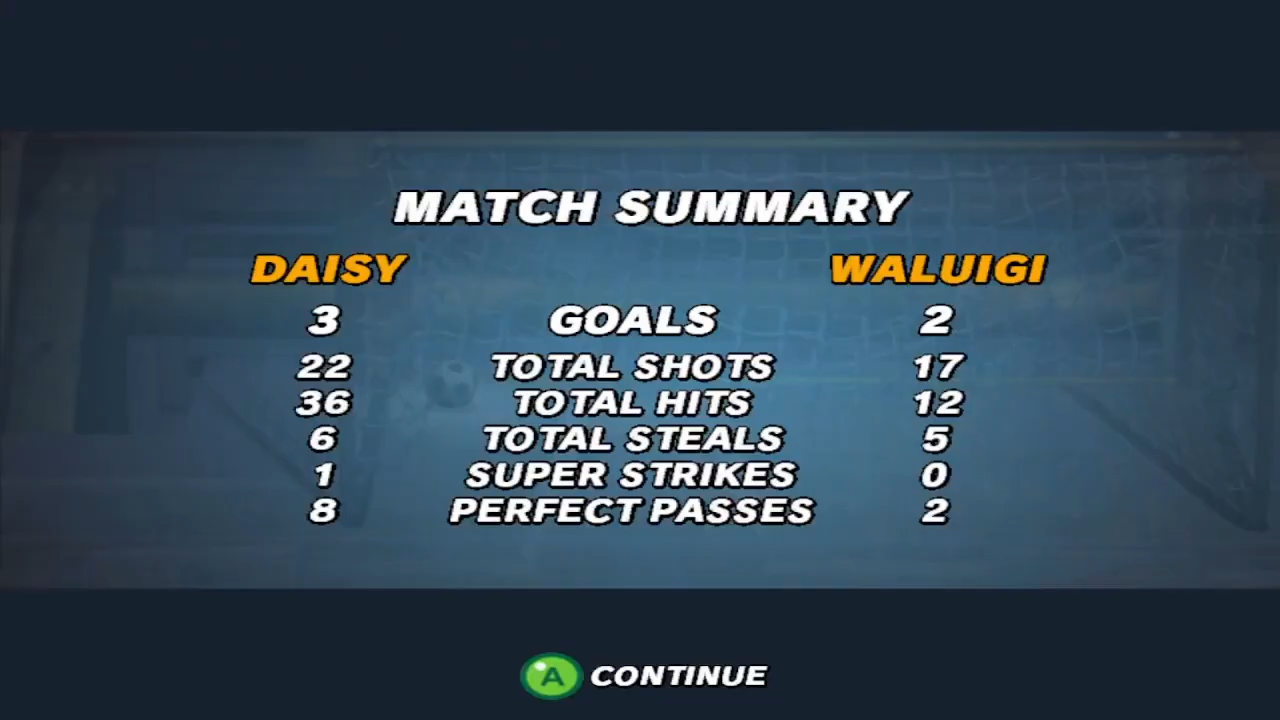 MATCH SUMMARY
DAISY WALUIGI
3 GOALS 2
22 TOTAL SHOTS 17
36 TOTAL HITS 12
6 TOTAL STEALS 5
1 SUPER STRIKES 0
8 PERFECT PASSES 2
A CONTINUE